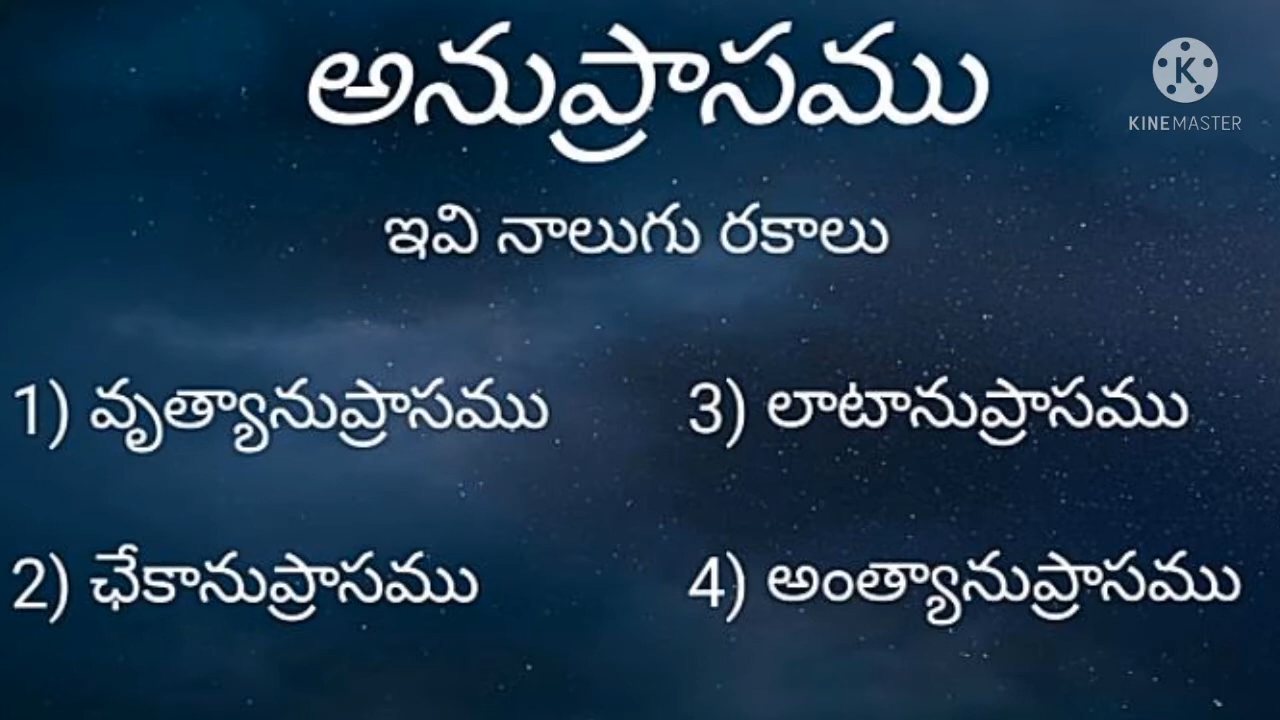 అనుప్రాసము
KINEMASTER
ఇవి నాలుగు రకాలు
1) వృత్యానుప్రాసము
2) ఛేకానుప్రాసము
3) లాటానుప్రాసము
4) అంత్యానుప్రాసము